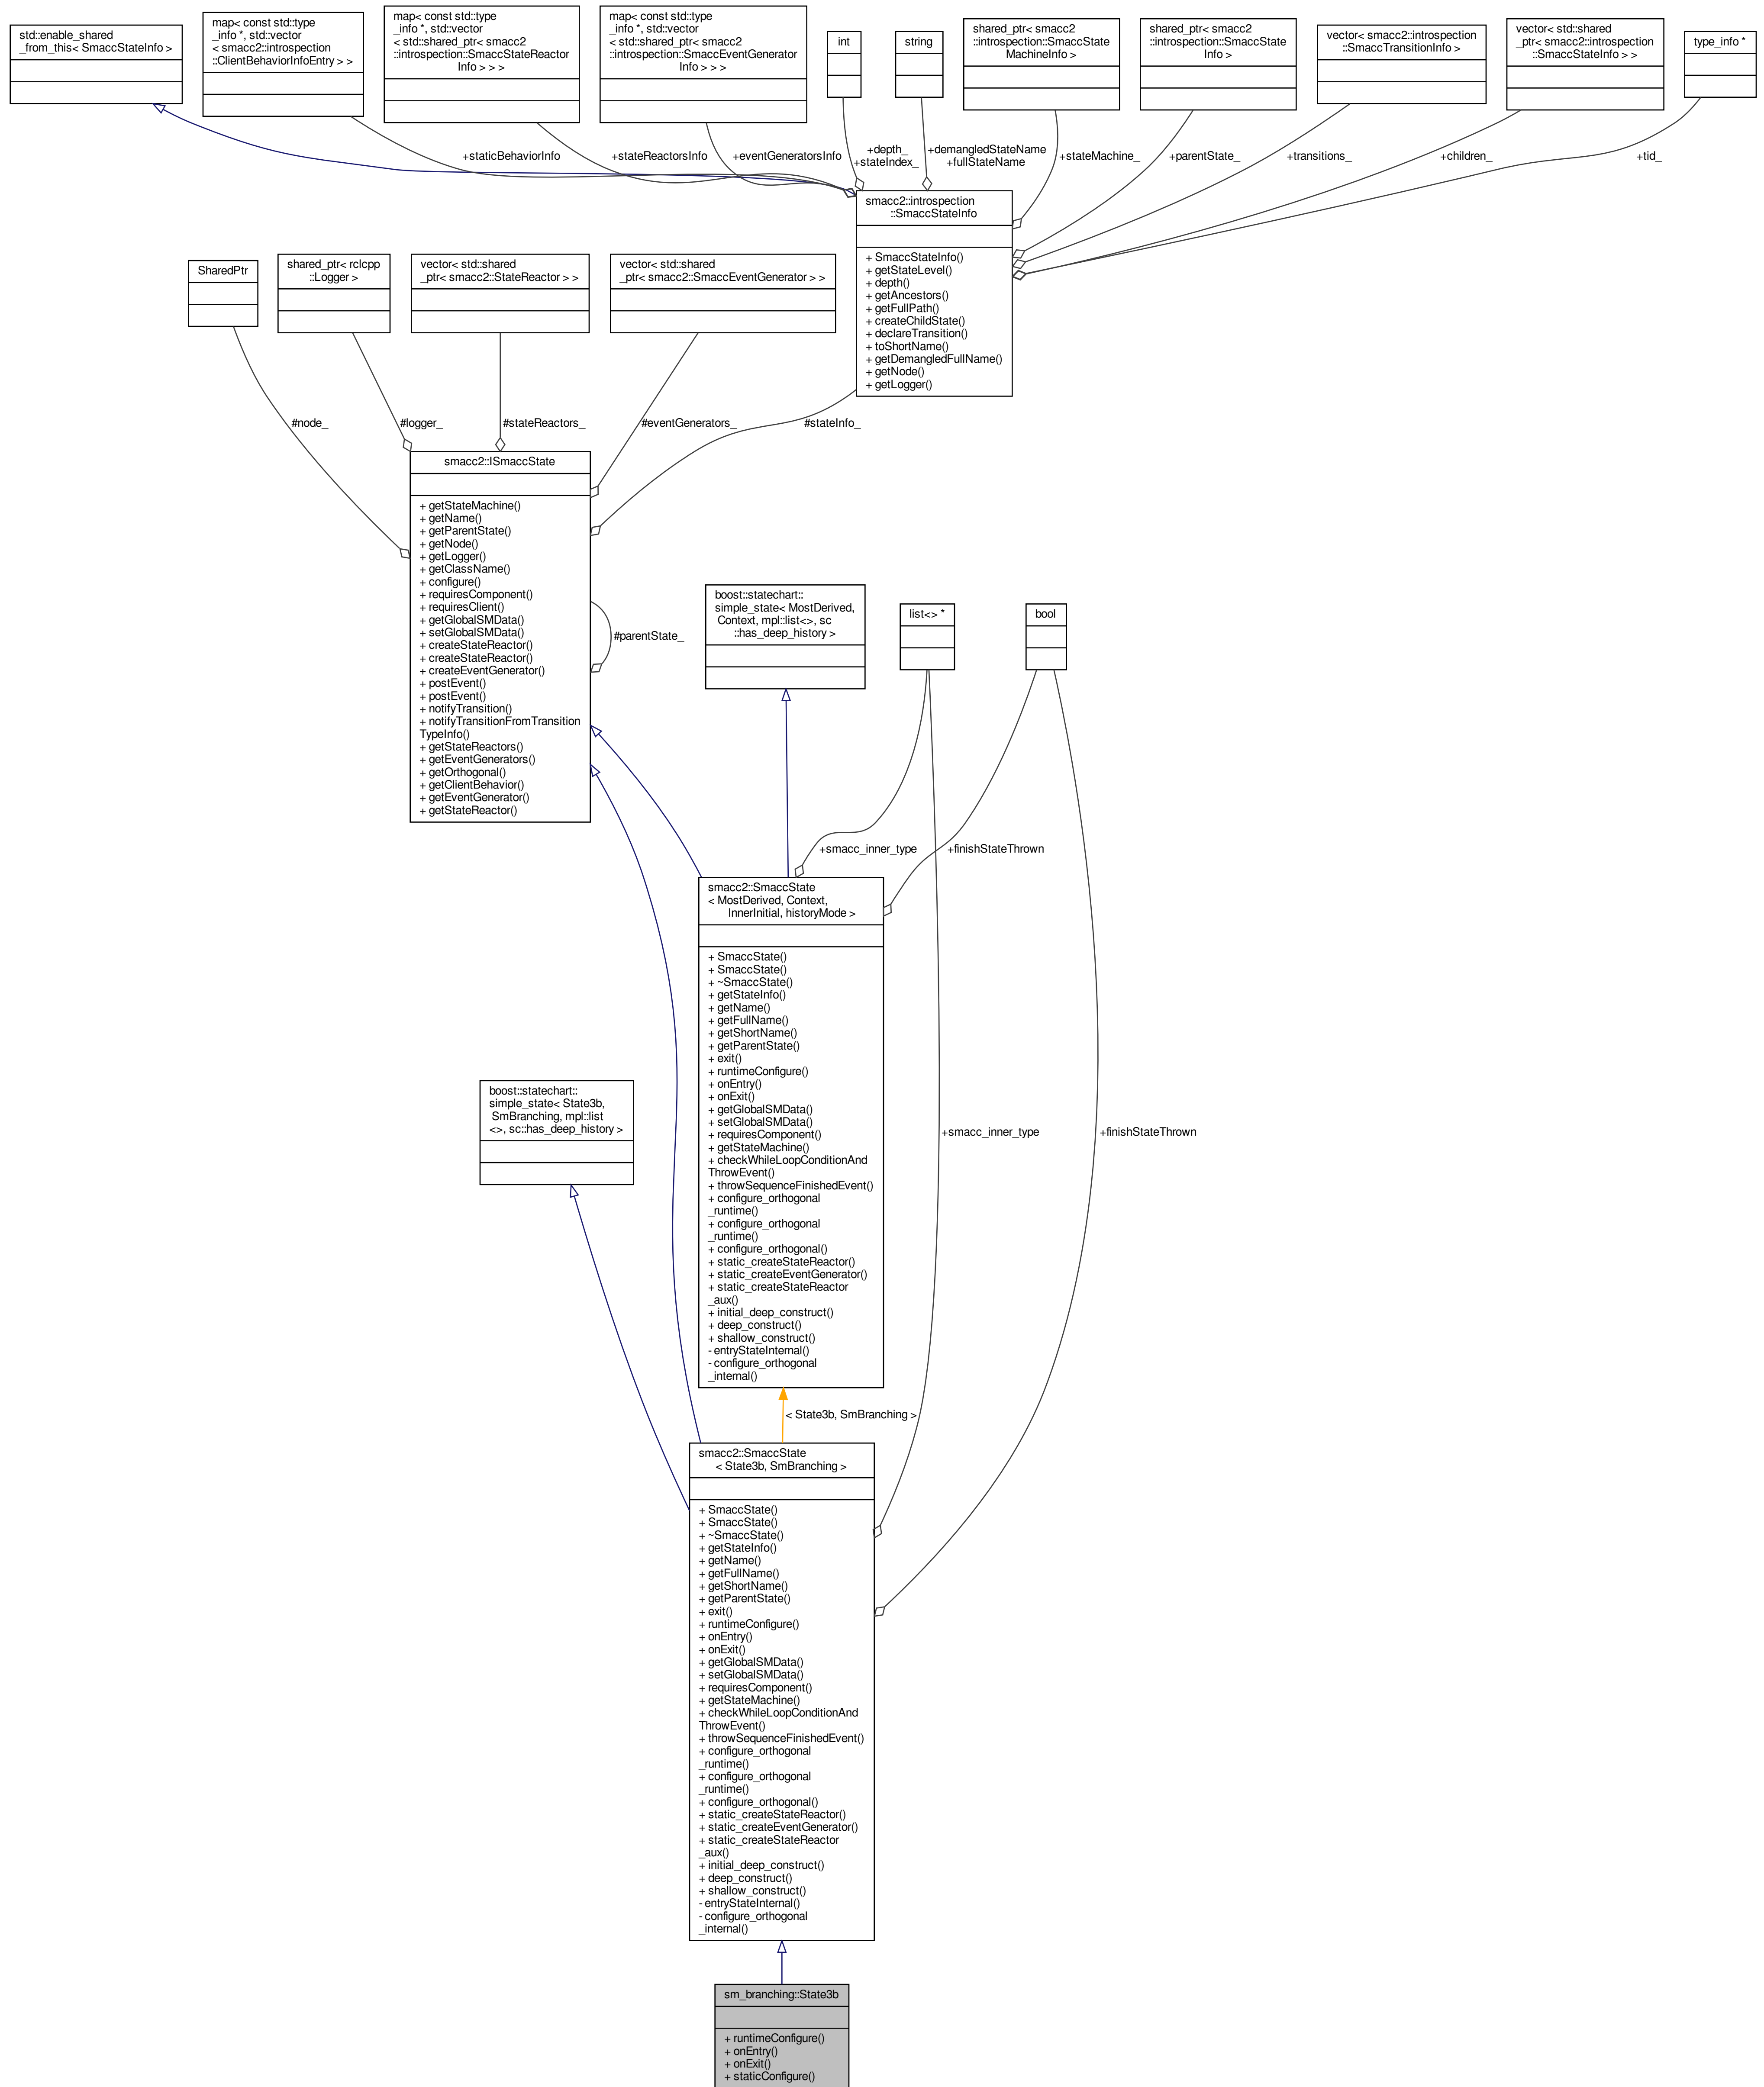 std::enable_shared
_from_this< SmaccStateInfo >
map< const std::type
_info *, std::vector
< smacc2::introspection
::ClientBehaviorInfoEntry > >
map< const std::type
_info *, std::vector
< std::shared_ptr< smacc2
::introspection::SmaccStateReactor
Info > > >
map< const std::type
_info *, std::vector
< std::shared_ptr< smacc2
::introspection::SmaccEventGenerator
Info > > >
int
string
shared_ptr< smacc2
::introspection::SmaccState
MachineInfo >
shared_ptr< smacc2
::introspection::SmaccState
Info >
vector< smacc2::introspection
::SmaccTransitionInfo >
vector< std::shared
_ptr< smacc2::introspection
::SmaccStateInfo > >
type_info *
+staticBehaviorInfo
+stateReactorsInfo
+eventGeneratorsInfo
+depth_
+stateIndex_
+demangledStateName
+fullStateName
+stateMachine_
+parentState_
+transitions_
+children_
+tid_
smacc2::introspection
::SmaccStateInfo
+ SmaccStateInfo()
+ getStateLevel()
+ depth()
+ getAncestors()
+ getFullPath()
+ createChildState()
+ declareTransition()
+ toShortName()
+ getDemangledFullName()
+ getNode()
+ getLogger()
SharedPtr
shared_ptr< rclcpp
::Logger >
vector< std::shared
_ptr< smacc2::StateReactor > >
vector< std::shared
_ptr< smacc2::SmaccEventGenerator > >
#node_
#logger_
#stateReactors_
#eventGenerators_
#stateInfo_
smacc2::ISmaccState
+ getStateMachine()
+ getName()
+ getParentState()
+ getNode()
+ getLogger()
+ getClassName()
+ configure()
+ requiresComponent()
+ requiresClient()
+ getGlobalSMData()
+ setGlobalSMData()
+ createStateReactor()
+ createStateReactor()
+ createEventGenerator()
+ postEvent()
+ postEvent()
+ notifyTransition()
+ notifyTransitionFromTransition
TypeInfo()
+ getStateReactors()
+ getEventGenerators()
+ getOrthogonal()
+ getClientBehavior()
+ getEventGenerator()
+ getStateReactor()
#parentState_
boost::statechart::
simple_state< MostDerived,
Context, mpl::list<>, sc
::has_deep_history >
list<> *
bool
+smacc_inner_type
+finishStateThrown
smacc2::SmaccState
< MostDerived, Context,
InnerInitial, historyMode >
+ SmaccState()
+ SmaccState()
+ ~SmaccState()
+ getStateInfo()
+ getName()
+ getFullName()
+ getShortName()
+ getParentState()
+ exit()
+ runtimeConfigure()
+ onEntry()
+ onExit()
+ getGlobalSMData()
+ setGlobalSMData()
+ requiresComponent()
+ getStateMachine()
+ checkWhileLoopConditionAnd
ThrowEvent()
+ throwSequenceFinishedEvent()
+ configure_orthogonal
_runtime()
+ configure_orthogonal
_runtime()
+ configure_orthogonal()
+ static_createStateReactor()
+ static_createEventGenerator()
+ static_createStateReactor
_aux()
+ initial_deep_construct()
+ deep_construct()
+ shallow_construct()
- entryStateInternal()
- configure_orthogonal
_internal()
boost::statechart::
simple_state< State3b,
SmBranching, mpl::list
<>, sc::has_deep_history >
+smacc_inner_type
+finishStateThrown
< State3b, SmBranching >
smacc2::SmaccState
< State3b, SmBranching >
+ SmaccState()
+ SmaccState()
+ ~SmaccState()
+ getStateInfo()
+ getName()
+ getFullName()
+ getShortName()
+ getParentState()
+ exit()
+ runtimeConfigure()
+ onEntry()
+ onExit()
+ getGlobalSMData()
+ setGlobalSMData()
+ requiresComponent()
+ getStateMachine()
+ checkWhileLoopConditionAnd
ThrowEvent()
+ throwSequenceFinishedEvent()
+ configure_orthogonal
_runtime()
+ configure_orthogonal
_runtime()
+ configure_orthogonal()
+ static_createStateReactor()
+ static_createEventGenerator()
+ static_createStateReactor
_aux()
+ initial_deep_construct()
+ deep_construct()
+ shallow_construct()
- entryStateInternal()
- configure_orthogonal
_internal()
sm_branching::State3b
+ runtimeConfigure()
+ onEntry()
+ onExit()
+ staticConfigure()